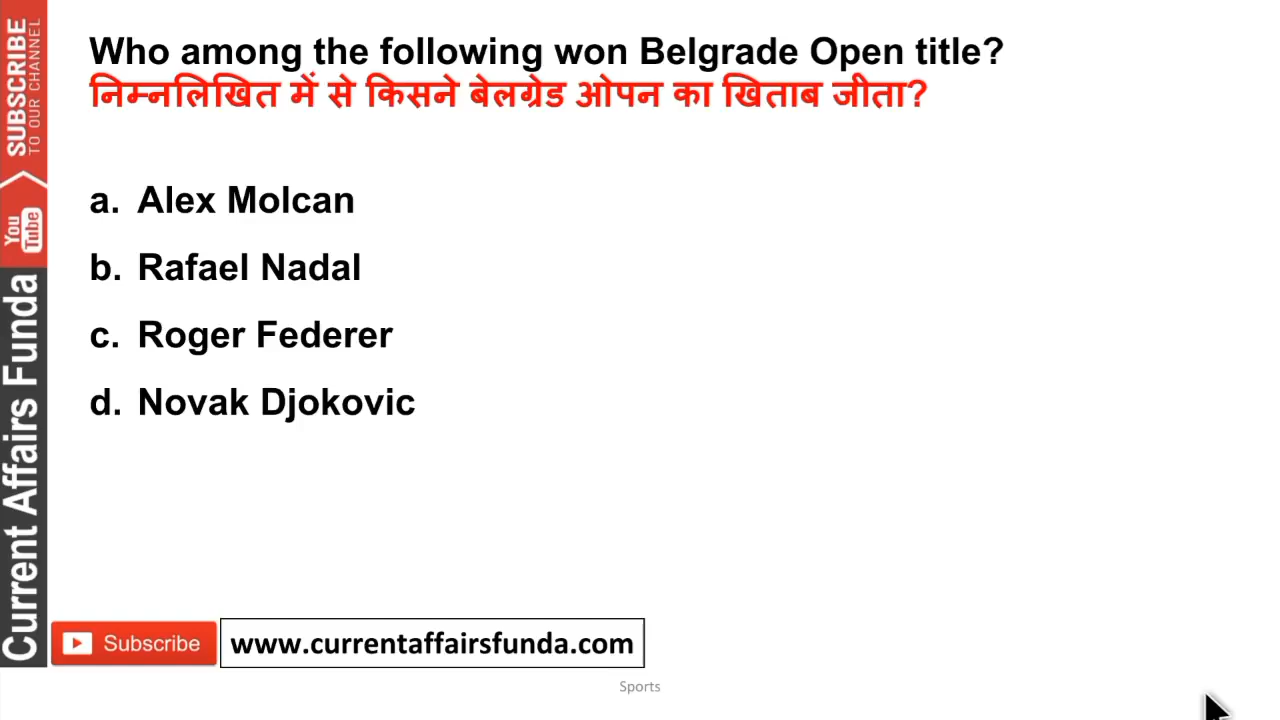 Who among the following won Belgrade Open title?
निम्नलिखित में से किसने बेलग्रेड ओपन का खिताब जीता?
a. Alex Molcan
b. Rafael Nadal
c. Roger Federer
d. Novak Djokovic
SUBSCRIBE
TO OUR CHANNEL
You
Tube
Current Affairs Funda
Subscribe
www.currentaffairsfunda.com
Sports